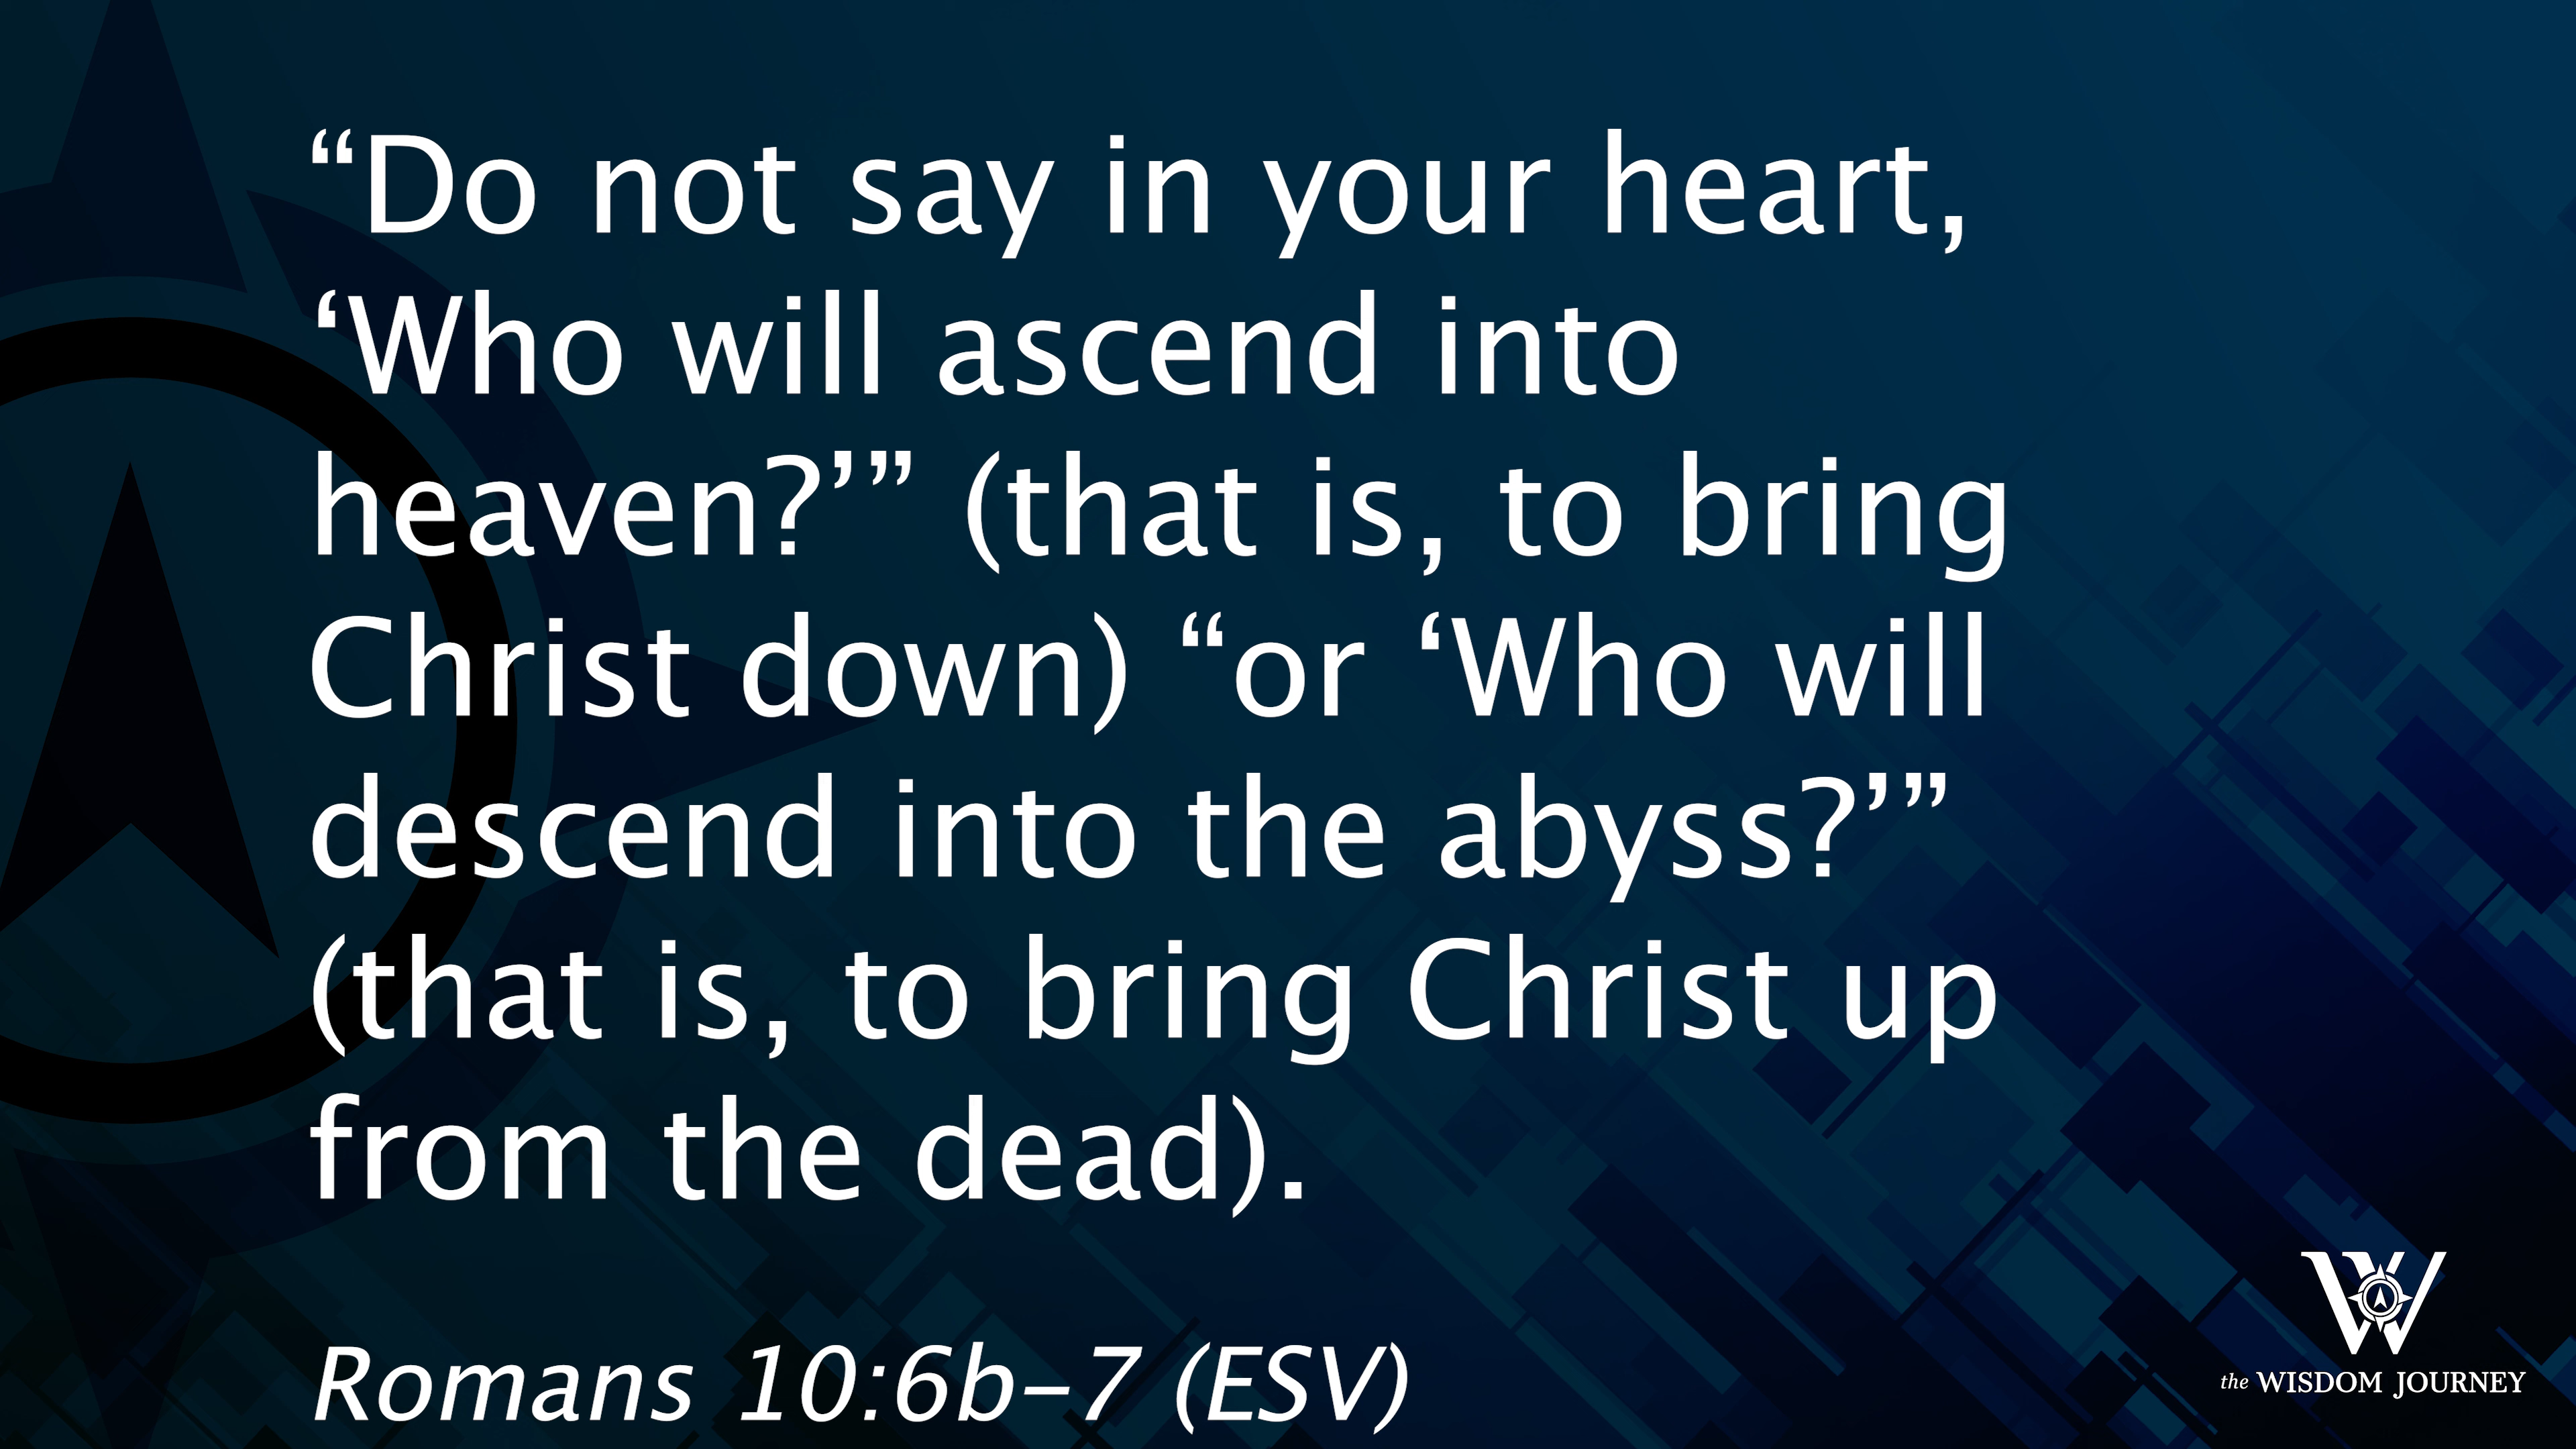 “Do not say in your heart,
‘Who will ascend into
heaven?’” (that is, to bring
Christ down) “or ‘Who will
descend into the abyss?’”
(that is, to bring Christ up
from the dead).
Romans 10:6b–7 (ESV)
W
the WISDOM JOURNEY